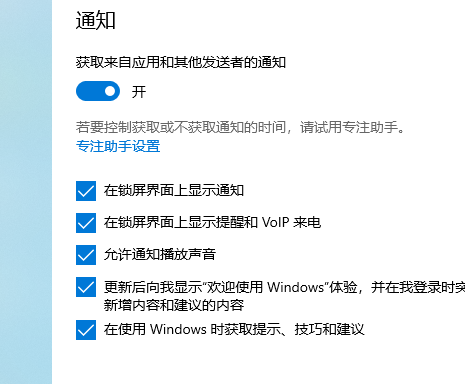 通知
获取来自应用和其他发送者的通知
开
若要控制获取或不获取通知的时间，请试用专注助手。
专注助手设置
在锁屏界面上显示通知
在锁屏界面上显示提醒和 VoIP 来电
允许通知播放声音
更新后向我显示"欢迎使用 Windows"体验，并在我登录时突
新增内容和建议的内容
在使用 Windows 时获取提示、技巧和建议